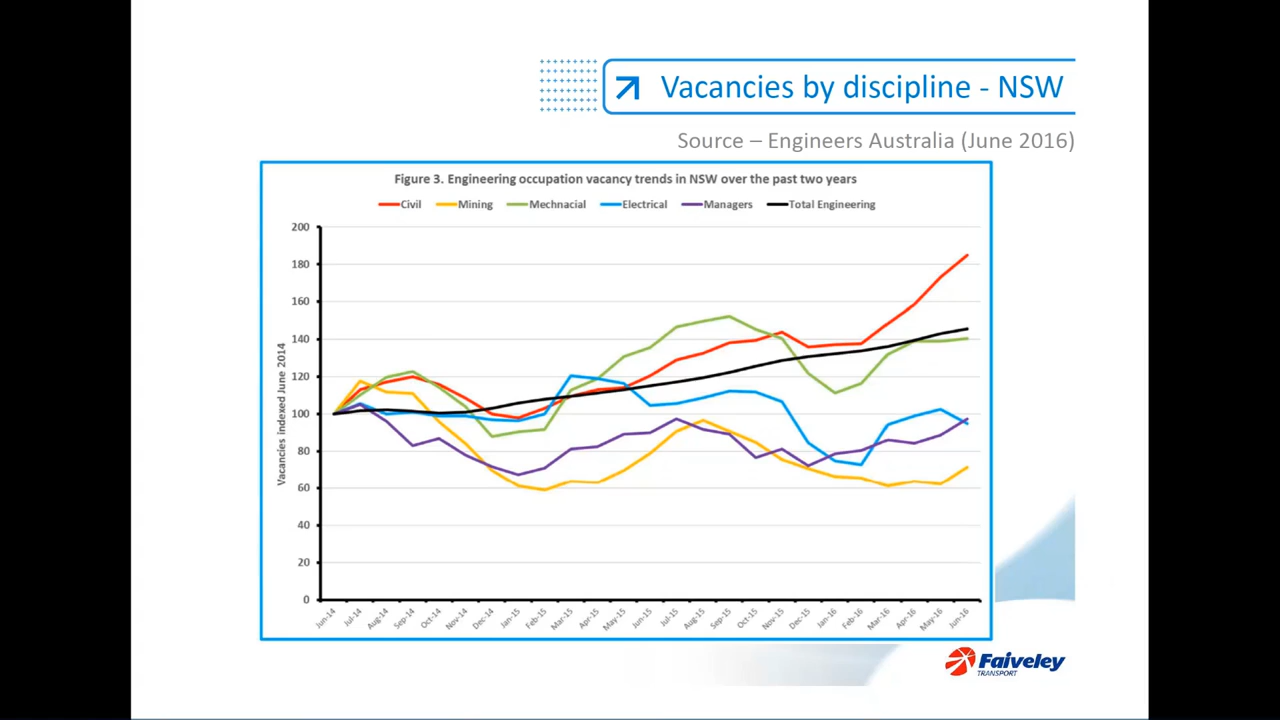 Vacancies by discipline - NSW
Source – Engineers Australia (June 2016)
Figure 3. Engineering occupation vacancy trends in NSW over the past two years
Civil Mining Mechnacial Electrical Managers Total Engineering
Vacancies indexed June 2014
200
180
160
140
120
100
80
60
40
20
0
Jun-14 Jul-14 Aug-14 Sep-14 Oct-14 Nov-14 Dec-14 Jan-15 Feb-15 Mar-15 Apr-15 May-15 Jun-15 Jul-15 Aug-15 Sep-15 Oct-15 Nov-15 Dec-15 Jan-16 Feb-16 Mar-16 Apr-16 May-16 Jun-16
Faiveley
TRANSPORT